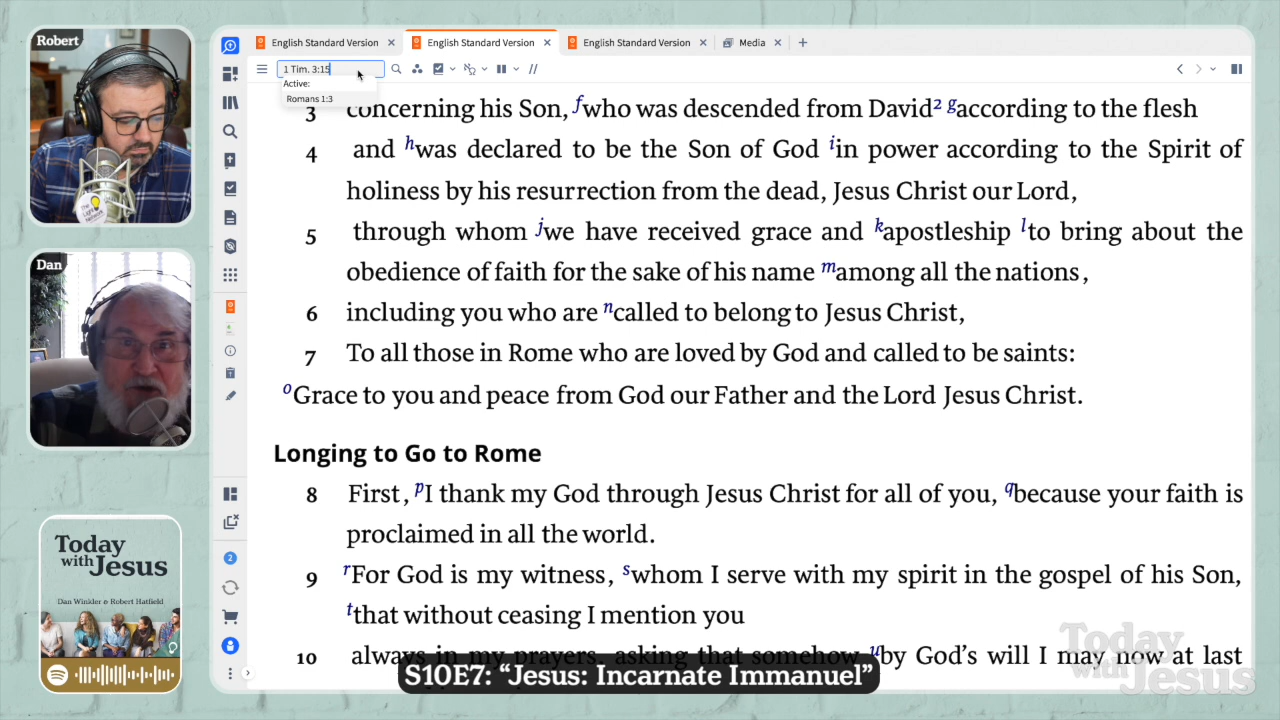 Robert
Dan
Today
with
Jesus
Dan Winkler & Robert Hatfield
English Standard Version
English Standard Version
English Standard Version
Media
1 Tim. 3:15
Active:
Romans 1:3
3 concerning his Son, f who was descended from David2 g according to the flesh
4 and h was declared to be the Son of God i in power according to the Spirit of
holiness by his resurrection from the dead, Jesus Christ our Lord,
5 through whom j we have received grace and k apostleship l to bring about the
obedience of faith for the sake of his name m among all the nations,
6 including you who are n called to belong to Jesus Christ,
7 To all those in Rome who are loved by God and called to be saints:
o Grace to you and peace from God our Father and the Lord Jesus Christ.
Longing to Go to Rome
8 First, p I thank my God through Jesus Christ for all of you, q because your faith is
proclaimed in all the world.
9 r For God is my witness, s whom I serve with my spirit in the gospel of his Son,
t that without ceasing I mention you
10 always in my prayers, asking that somehow u by God's will I may now at last
2
S10E7: “Jesus: Incarnate Immanuel”
Today
with
Jesus